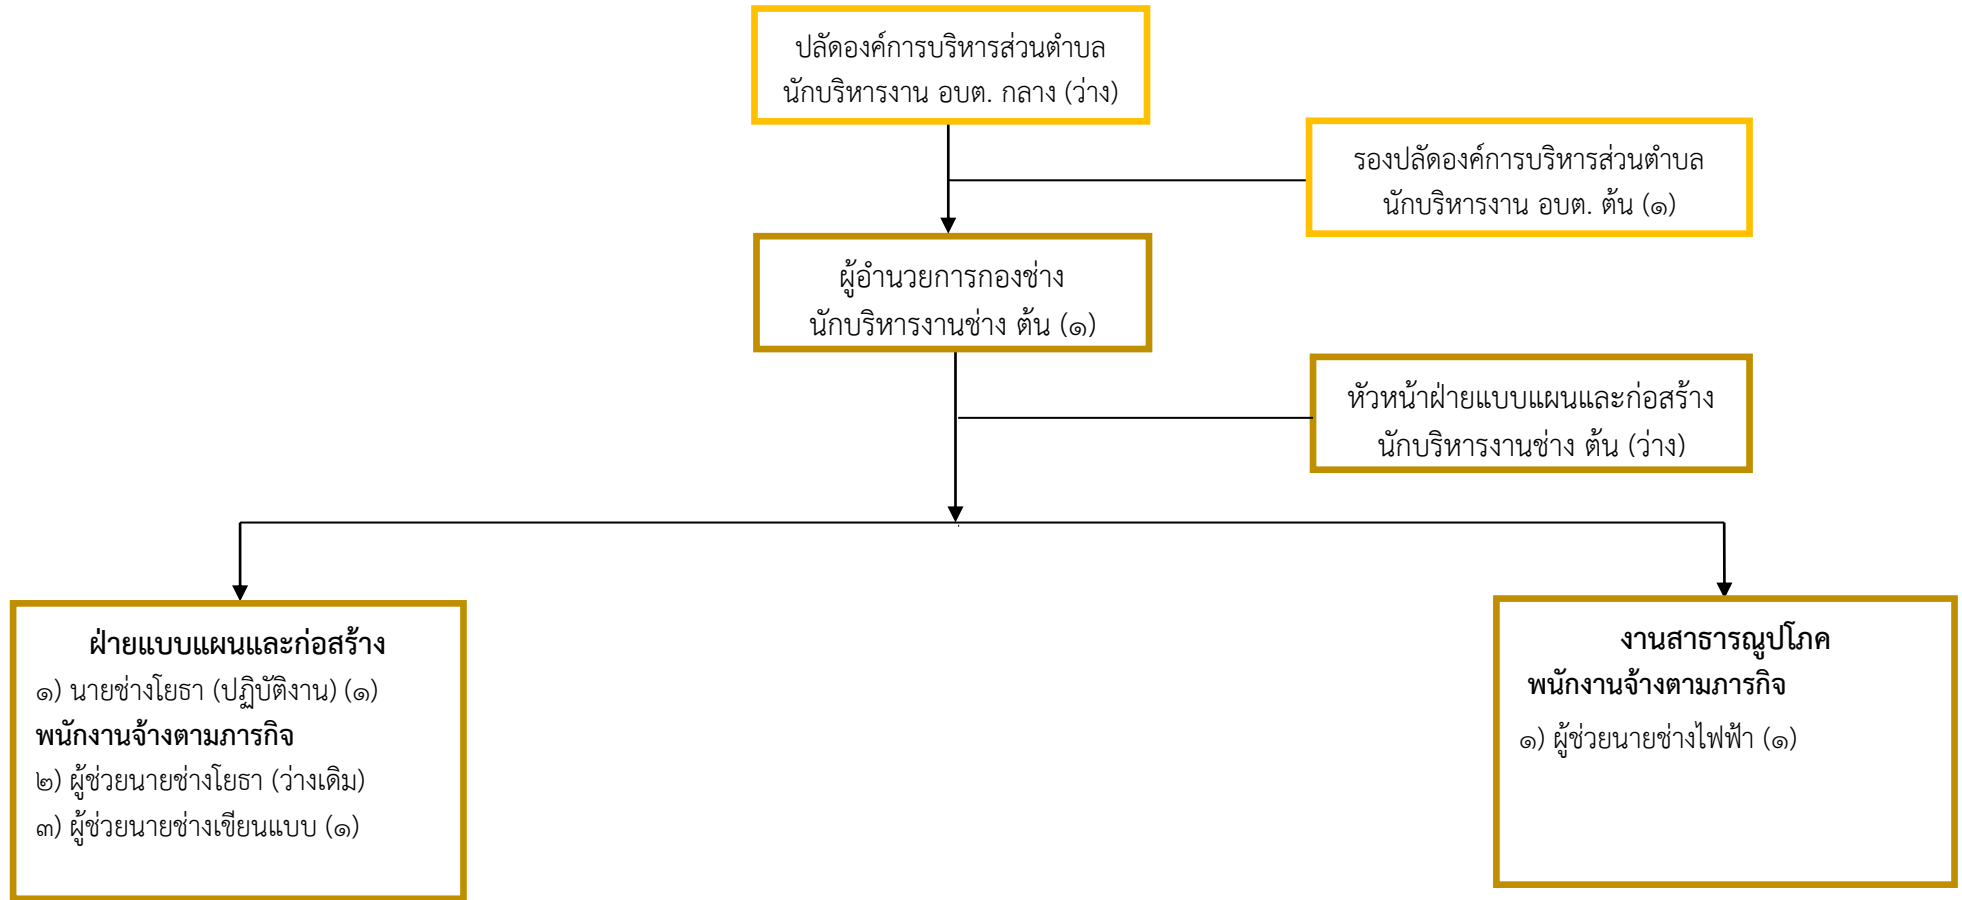 ปลัดองค์การบริหารส่วนตำบล
นักบริหารงาน อบต. กลาง (ว่าง)
รองปลัดองค์การบริหารส่วนตำบล
นักบริหารงาน อบต. ต้น (๑)
ผู้อำนวยการกองช่าง
นักบริหารงานช่าง ต้น (๑)
หัวหน้าฝ่ายแบบแผนและก่อสร้าง
นักบริหารงานช่าง ต้น (ว่าง)
ฝ่ายแบบแผนและก่อสร้าง
๑) นายช่างโยธา (ปฏิบัติงาน) (๑)
พนักงานจ้างตามภารกิจ
๒) ผู้ช่วยนายช่างโยธา (ว่างเดิม)
๓) ผู้ช่วยนายช่างเขียนแบบ (๑)
งานสาธารณูปโภค
พนักงานจ้างตามภารกิจ
๑) ผู้ช่วยนายช่างไฟฟ้า (๑)